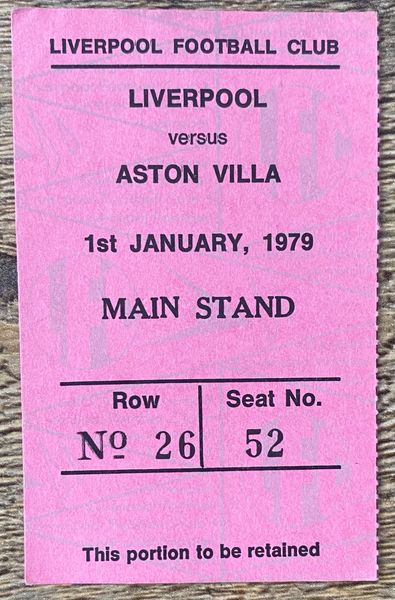 LIVERPOOL FOOTBALL CLUB
LIVERPOOL
versus
ASTON VILLA
1st JANUARY, 1979
MAIN STAND
Row Seat No.
Nº 26 52
This portion to be retained